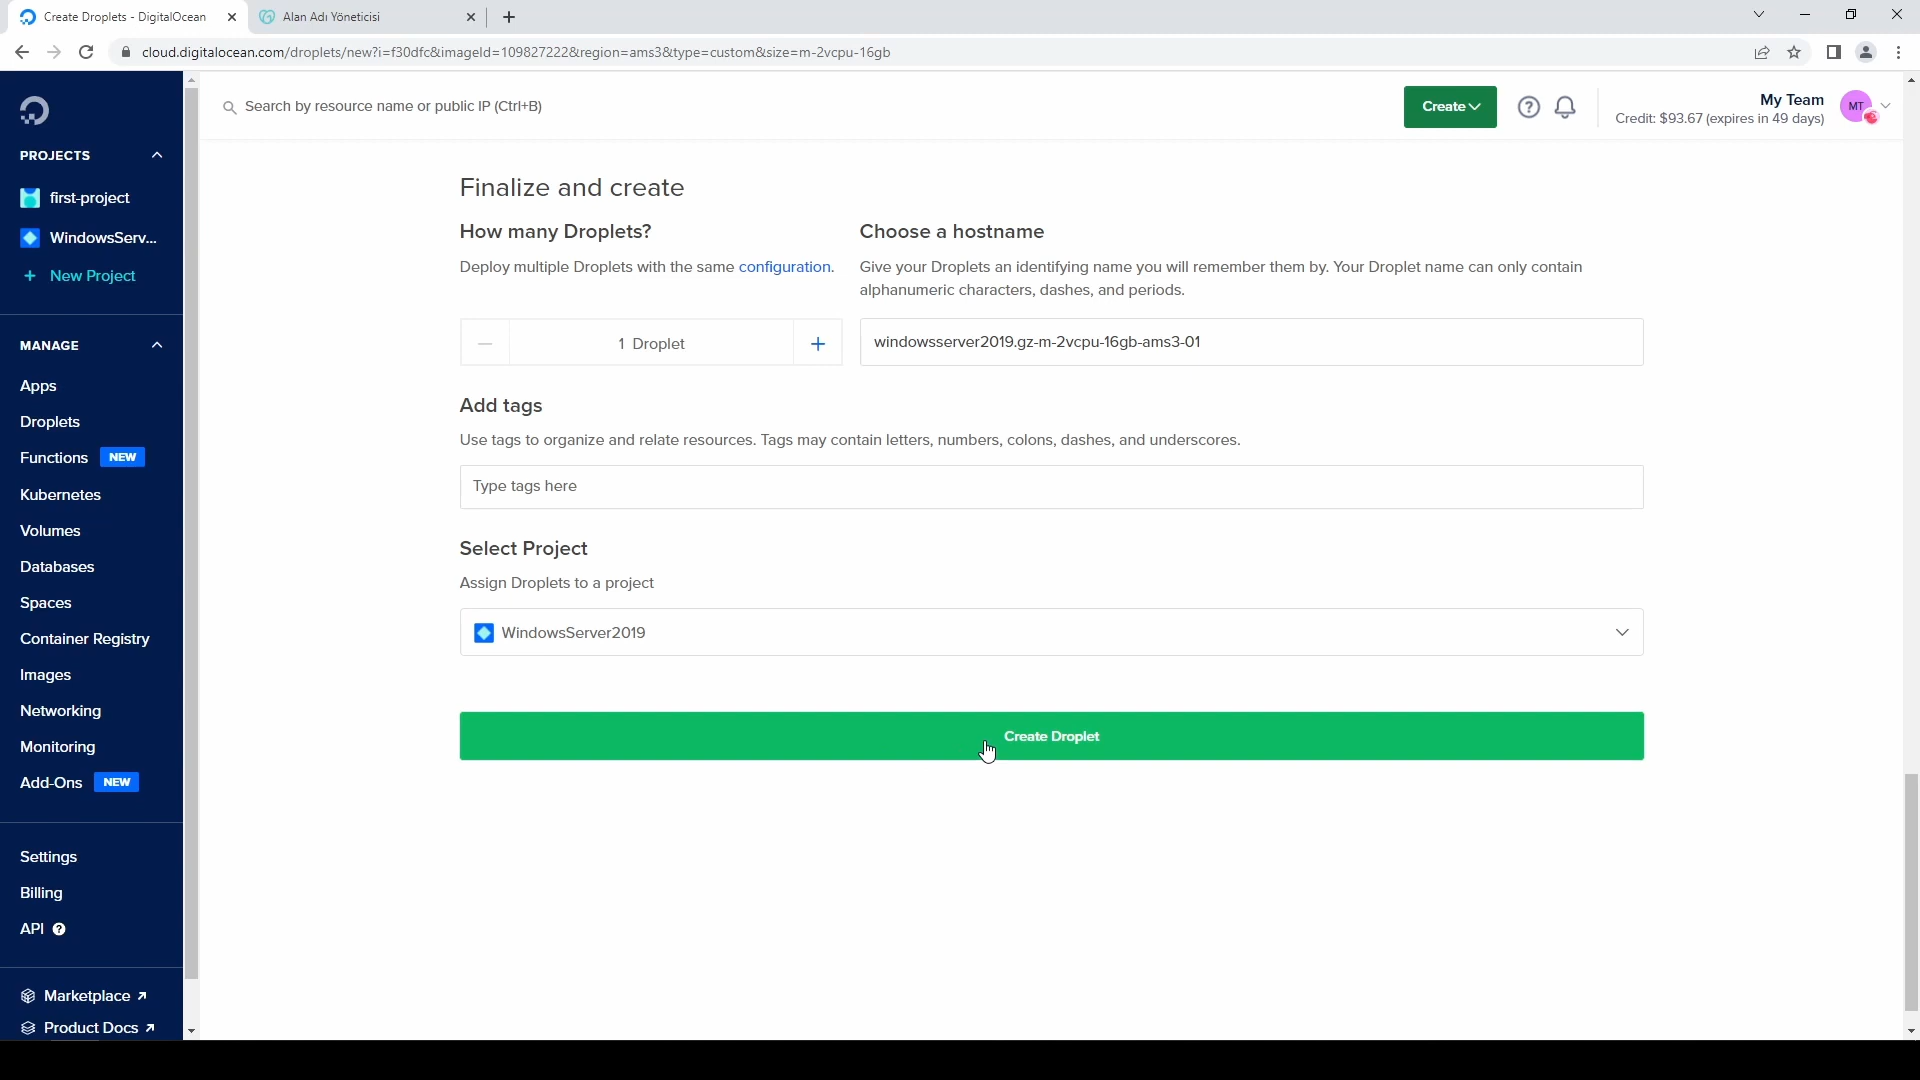 Create Droplets - DigitalOcean
Alan Adı Yöneticisi
cloud.digitalocean.com/droplets/new?i=f30dfc&imageId=109827222&region=ams3&type=custom&size=m-2vcpu-16gb
Search by resource name or public IP (Ctrl+B)
Create
My Team
Credit: $93.67 (expires in 49 days)
MT
PROJECTS
first-project
WindowsServ...
+ New Project
MANAGE
Apps
Droplets
Functions NEW
Kubernetes
Volumes
Databases
Spaces
Container Registry
Images
Networking
Monitoring
Add-Ons NEW
Settings
Billing
API
Marketplace
Product Docs
Finalize and create
How many Droplets?
Deploy multiple Droplets with the same configuration.
1 Droplet
Choose a hostname
Give your Droplets an identifying name you will remember them by. Your Droplet name can only contain
alphanumeric characters, dashes, and periods.
windowsserver2019.gz-m-2vcpu-16gb-ams3-01
Add tags
Use tags to organize and relate resources. Tags may contain letters, numbers, colons, dashes, and underscores.
Type tags here
Select Project
Assign Droplets to a project
WindowsServer2019
Create Droplet